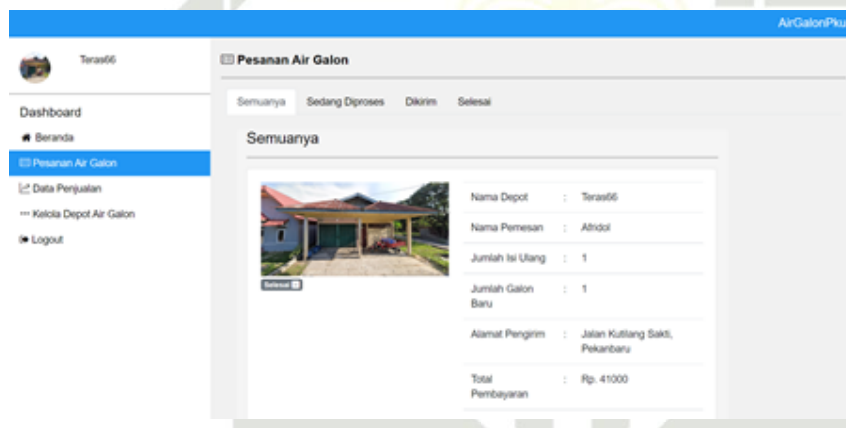 AirGalonPku
Teras66
Pesanan Air Galon
Semuanya Sedang Diproses Dikirim Selesai
Dashboard
Beranda
Pesanan Air Galon
Data Penjualan
Kelola Depot Air Galon
Logout
Semuanya
Nama Depot : Teras66
Nama Pemesan : Afridol
Jumlah Isi Ulang : 1
Jumlah Galon : 1
Baru
Alamat Pengirim : Jalan Kutilang Sakti,
Pekanbaru
Total : Rp. 41000
Pembayaran
Selesai